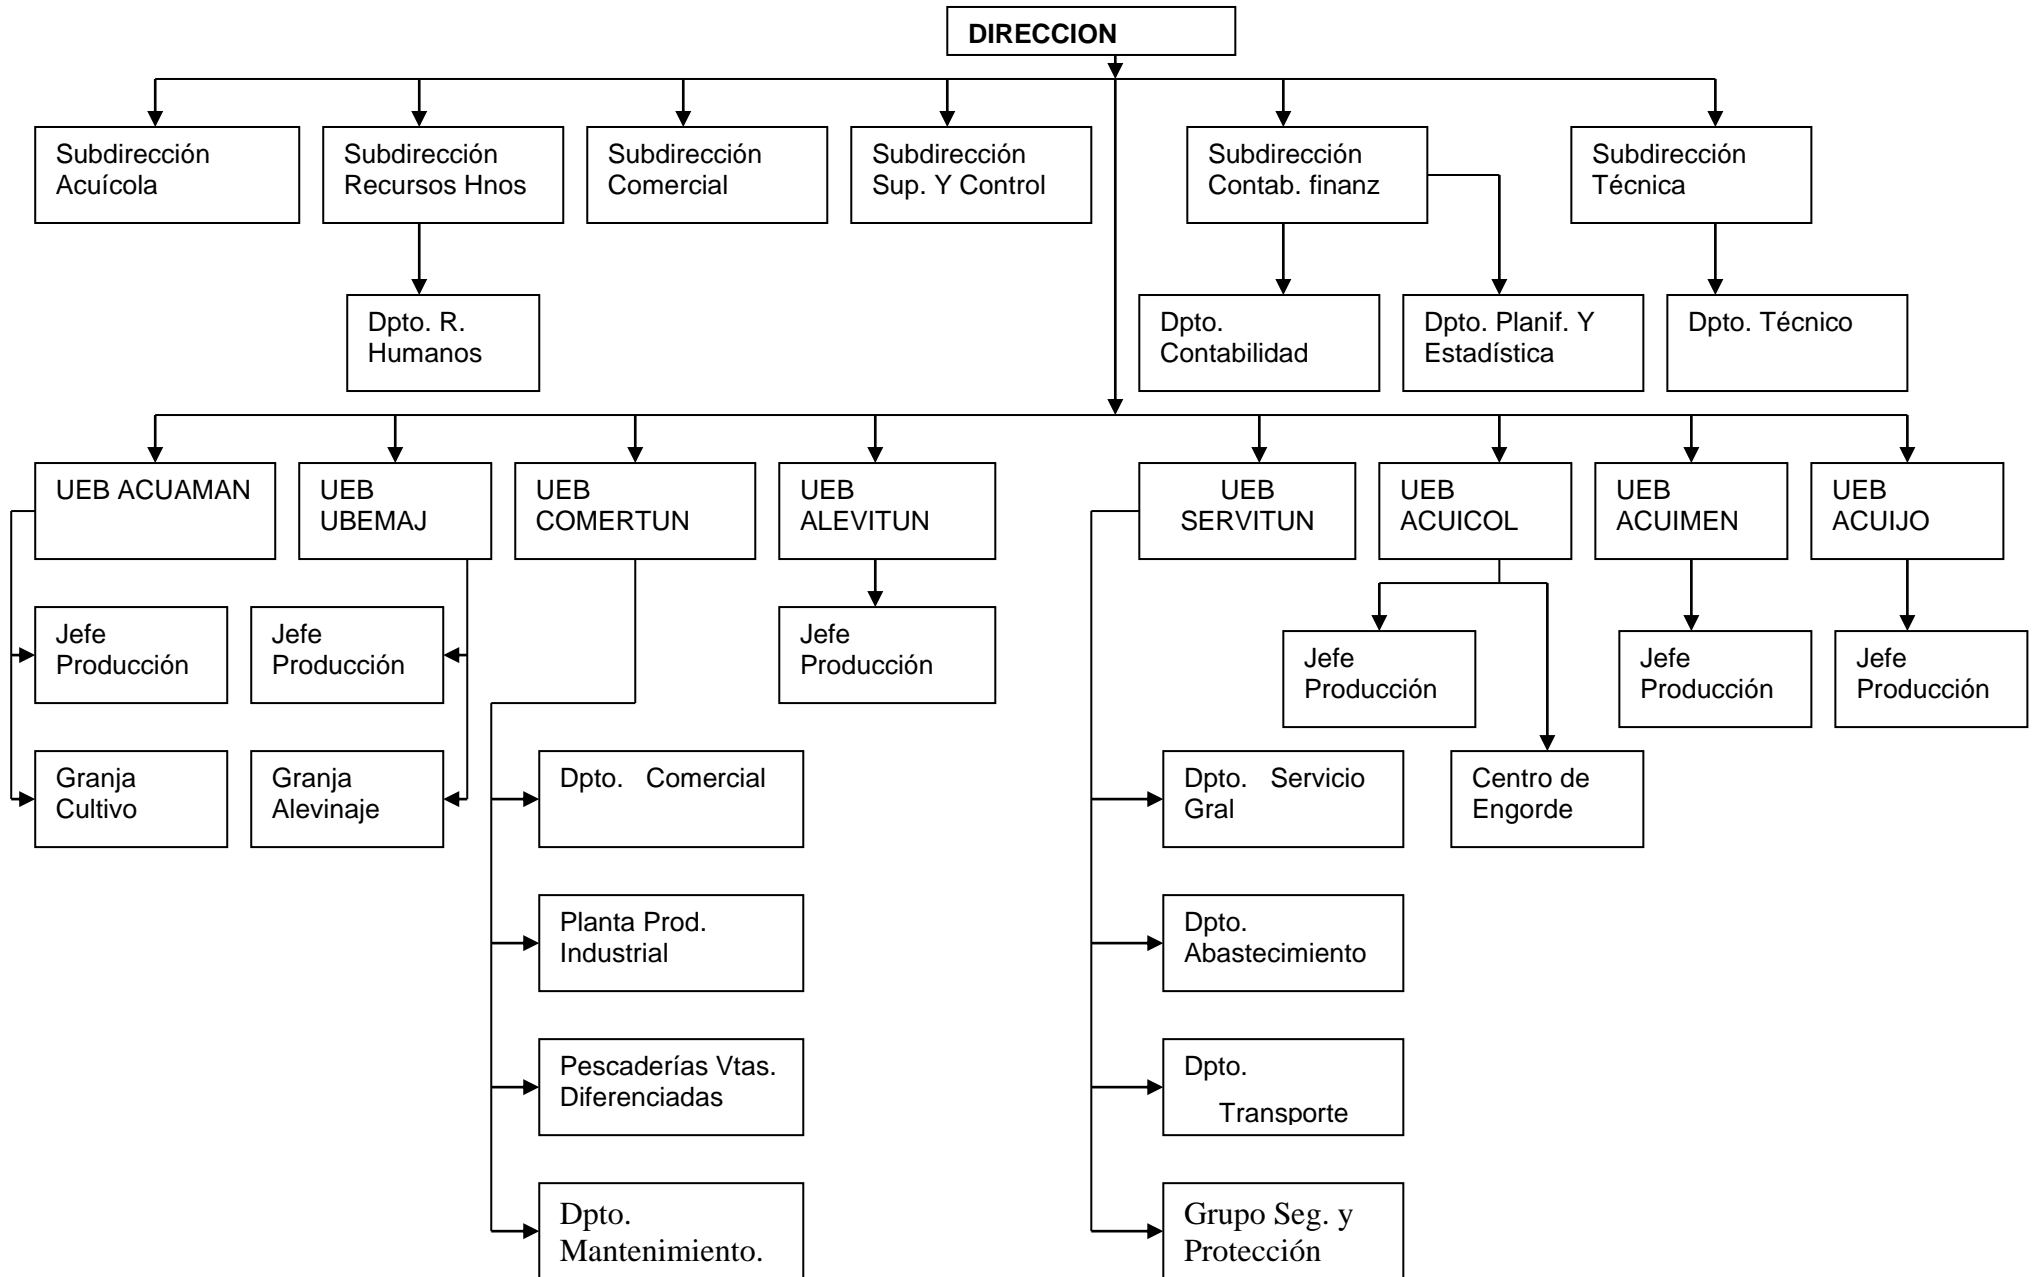 DIRECCION
Subdirección
Acuícola
Subdirección
Recursos Hnos
Subdirección
Comercial
Subdirección
Sup. Y Control
Subdirección
Contab. finanz
Subdirección
Técnica
Dpto. R.
Humanos
Dpto.
Contabilidad
Dpto. Planif. Y
Estadística
Dpto. Técnico
UEB ACUAMAN
UEB
UBEMAJ
UEB
COMERTUN
UEB
ALEVITUN
UEB
SERVITUN
UEB
ACUICOL
UEB
ACUIMEN
UEB
ACUIJO
Jefe
Producción
Jefe
Producción
Jefe
Producción
Jefe
Producción
Jefe
Producción
Jefe
Producción
Granja
Cultivo
Granja
Alevinaje
Dpto. Comercial
Dpto. Servicio
Gral
Centro de
Engorde
Planta Prod.
Industrial
Dpto.
Abastecimiento
Pescaderías Vtas.
Diferenciadas
Dpto.
Transporte
Dpto.
Mantenimiento.
Grupo Seg. y
Protección